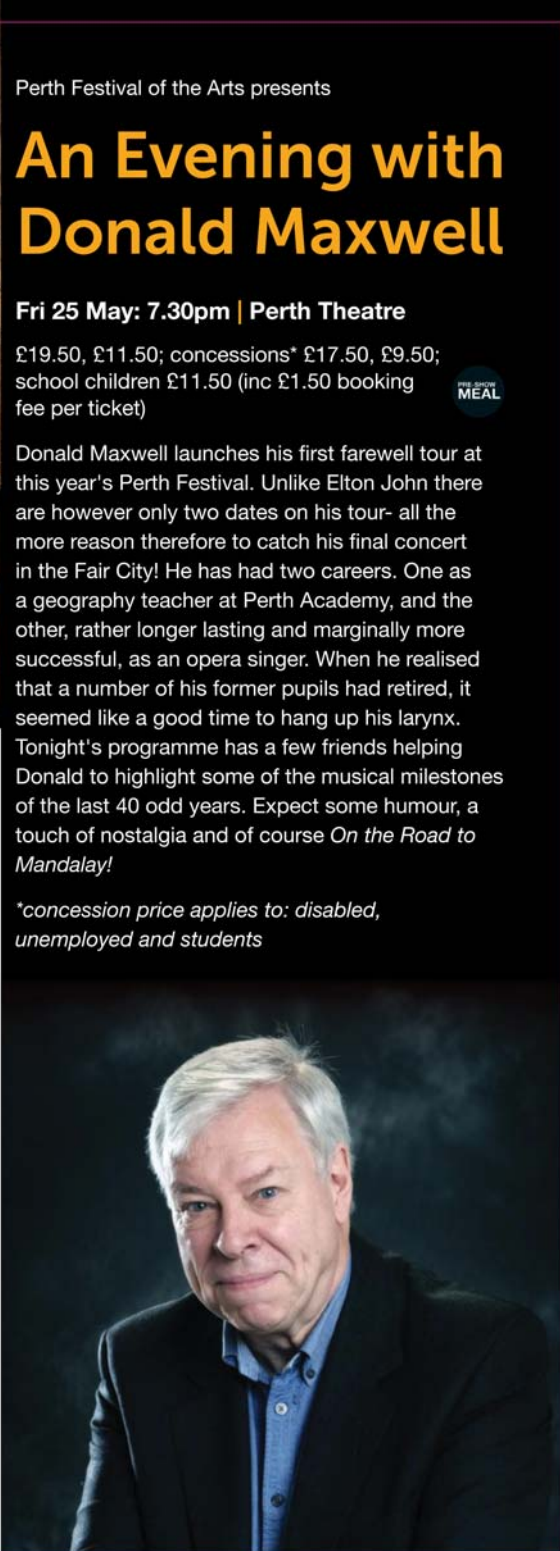 Perth Festival of the Arts presents
An Evening with
Donald Maxwell
Fri 25 May: 7.30pm | Perth Theatre
£19.50, £11.50; concessions* £17.50, £9.50;
school children £11.50 (inc £1.50 booking
fee per ticket)
PRE-SHOW
MEAL
Donald Maxwell launches his first farewell tour at
this year's Perth Festival. Unlike Elton John there
are however only two dates on his tour- all the
more reason therefore to catch his final concert
in the Fair City! He has had two careers. One as
a geography teacher at Perth Academy, and the
other, rather longer lasting and marginally more
successful, as an opera singer. When he realised
that a number of his former pupils had retired, it
seemed like a good time to hang up his larynx.
Tonight's programme has a few friends helping
Donald to highlight some of the musical milestones
of the last 40 odd years. Expect some humour, a
touch of nostalgia and of course On the Road to
Mandalay!
*concession price applies to: disabled,
unemployed and students